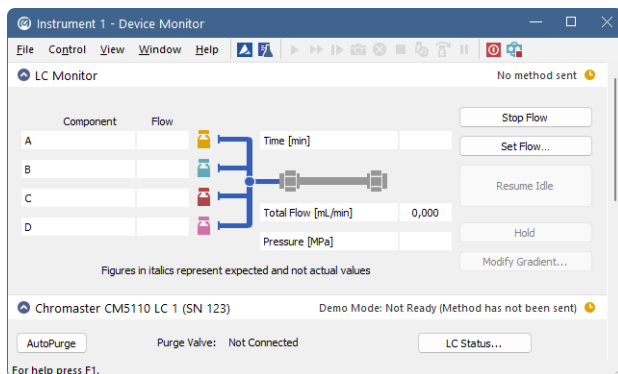 Instrument 1 - Device Monitor
File Control View Window Help
LC Monitor No method sent
Component Flow
Stop Flow
A Time [min]
Set Flow...
B
Resume Idle
C
Total Flow [mL/min] 0,000
D
Hold
Pressure [MPa]
Modify Gradient...
Figures in italics represent expected and not actual values
Chromaster CM5110 LC 1 (SN 123) Demo Mode: Not Ready (Method has not been sent)
AutoPurge Purge Valve: Not Connected LC Status...
For help press F1.